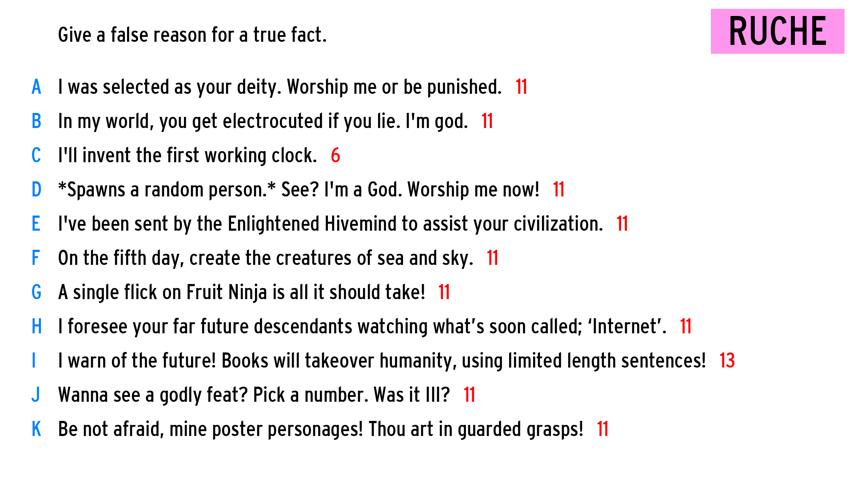 Give a false reason for a true fact.
RUCHE
A I was selected as your deity. Worship me or be punished. 11
B In my world, you get electrocuted if you lie. I'm god. 11
C I'll invent the first working clock. 6
D *Spawns a random person.* See? I'm a God. Worship me now! 11
E I've been sent by the Enlightened Hivemind to assist your civilization. 11
F On the fifth day, create the creatures of sea and sky. 11
G A single flick on Fruit Ninja is all it should take! 11
H I foresee your far future descendants watching what’s soon called; ‘Internet’. 11
I I warn of the future! Books will takeover humanity, using limited length sentences! 13
J Wanna see a godly feat? Pick a number. Was it III? 11
K Be not afraid, mine poster personages! Thou art in guarded grasps! 11